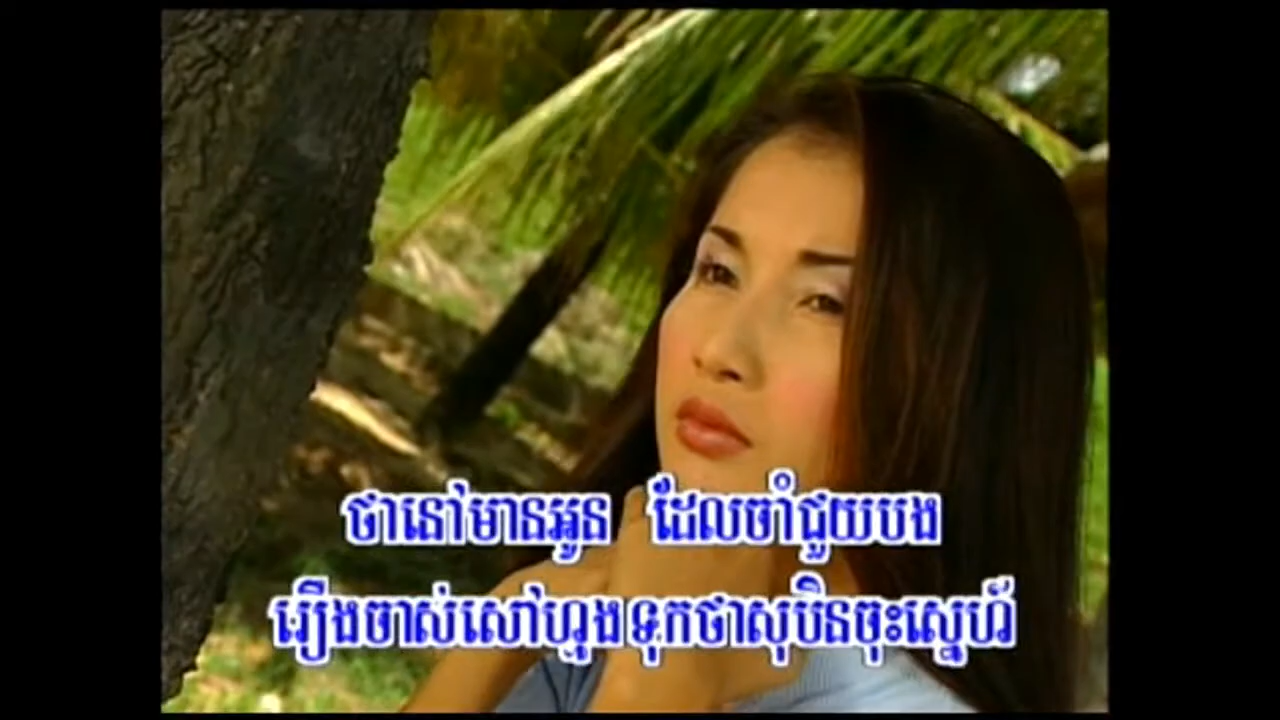 ថានៅមានអូន ដែលចាំជួយបង
រឿងចាស់សៅហ្មង ទុកថាសុបិនចុះស្នេហ៍